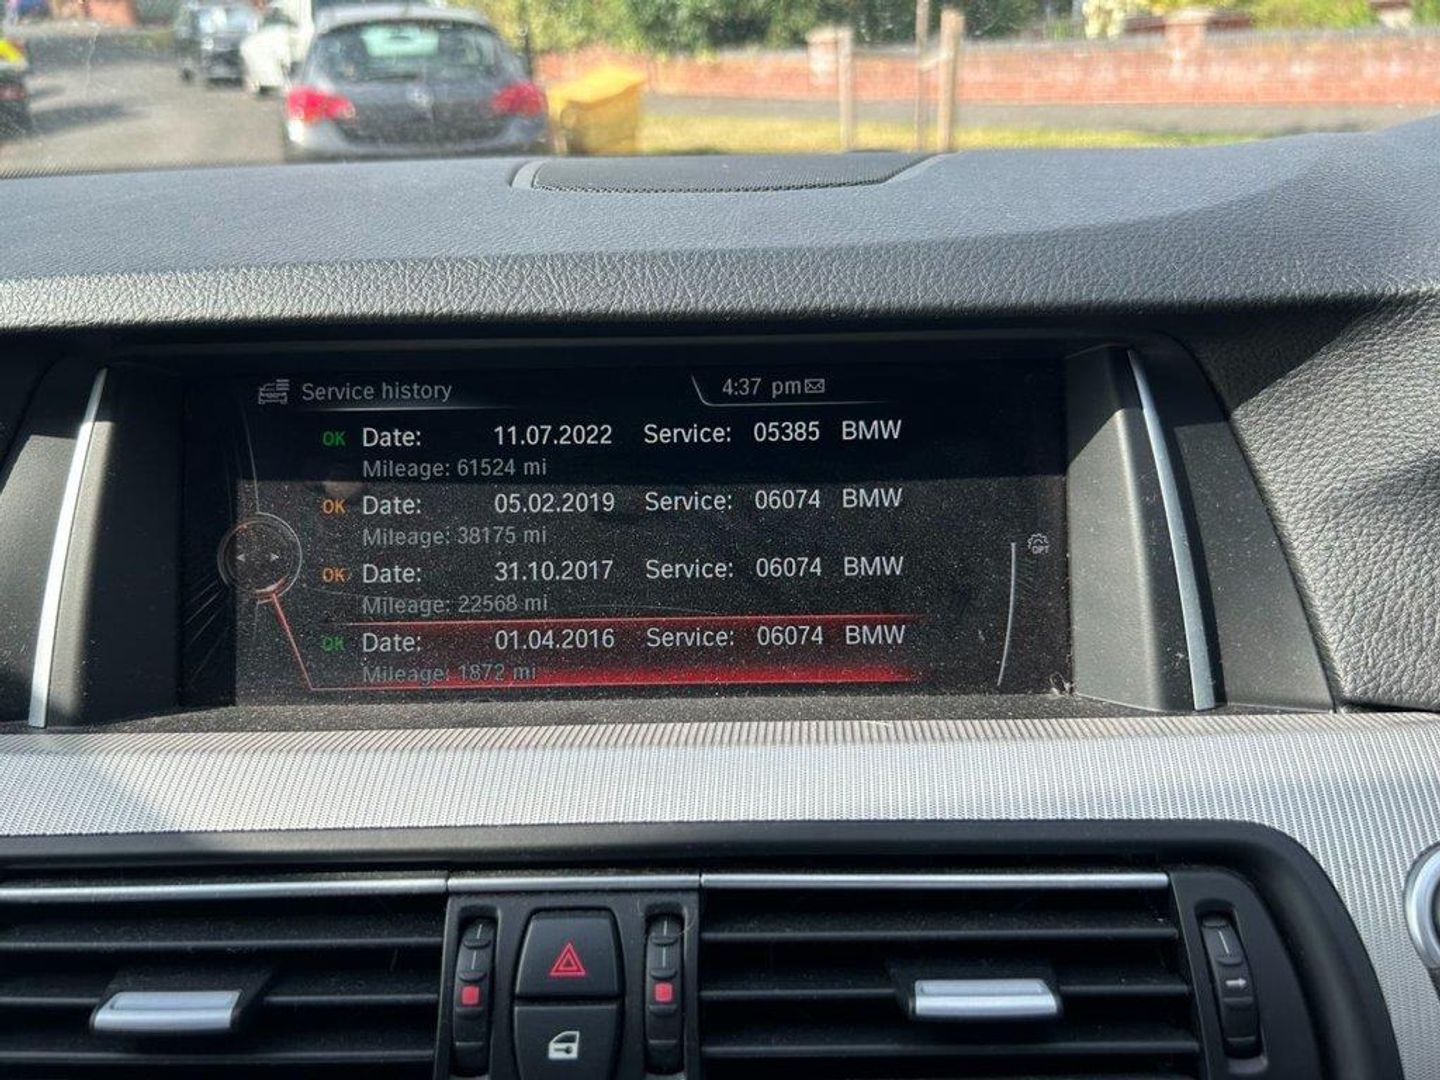 Service history 4:37 pm
OK Date: 11.07.2022 Service: 05385 BMW
Mileage: 61524 mi
OK Date: 05.02.2019 Service: 06074 BMW
Mileage: 38175 mi
OK Date: 31.10.2017 Service: 06074 BMW
Mileage: 22568 mi
OK Date: 01.04.2016 Service: 06074 BMW
Mileage: 1872 mi
OPT